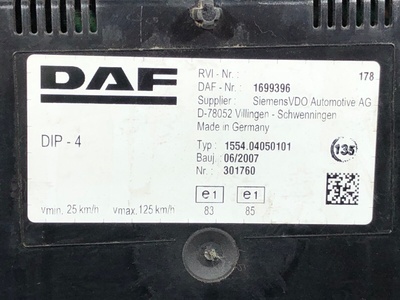 DAF
RVI - Nr. : 178
DAF - Nr. : 1699396
Supplier : SiemensVDO Automotive AG
D-78052 Villingen - Schwenningen
Made in Germany
DIP - 4
Typ : 1554.04050101
135
Bauj. : 06/2007
Nr. : 301760
e1 e1
vmin. 25 km/h vmax. 125 km/h 83 85